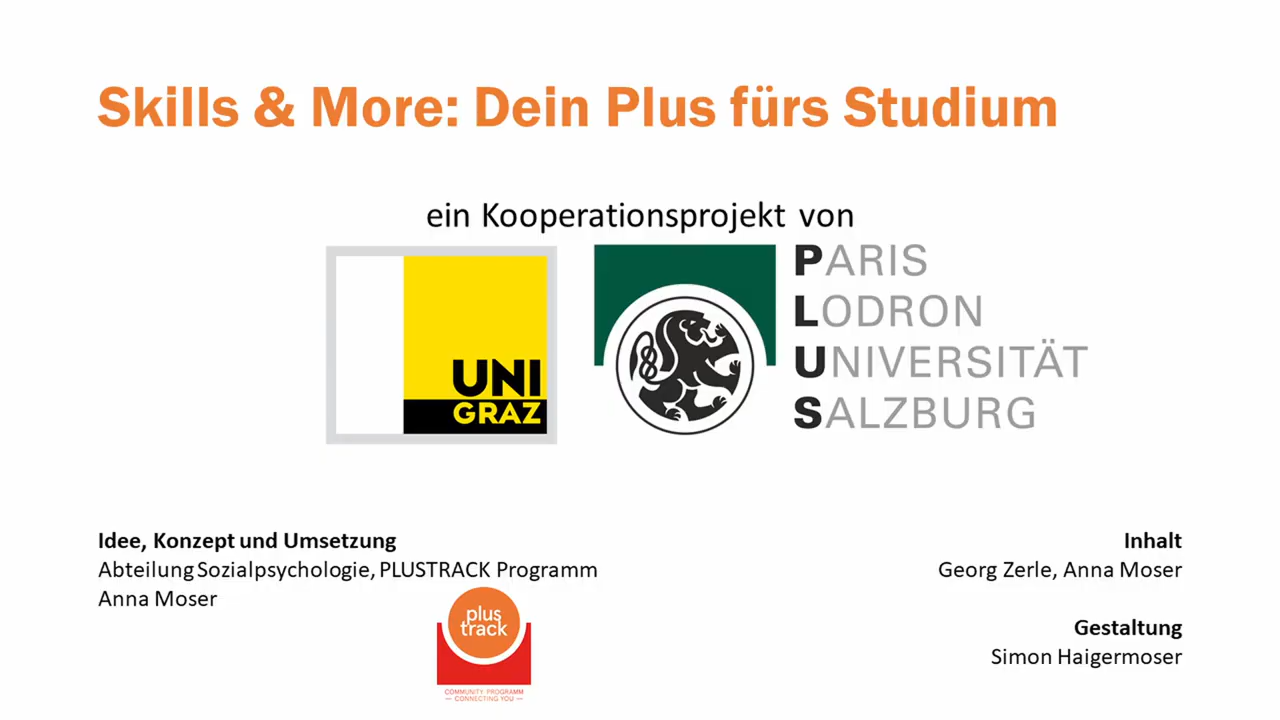 Skills & More: Dein Plus fürs Studium
ein Kooperationsprojekt von
UNI
GRAZ
PARIS
LODRON
UNIVERSITÄT
SALZBURG
Idee, Konzept und Umsetzung
Abteilung Sozialpsychologie, PLUSTRACK Programm
Anna Moser
plus
track
COMMUNITY: PROGRAMM
— CONNECTING YOU —
Inhalt
Georg Zerle, Anna Moser
Gestaltung
Simon Haigermoser